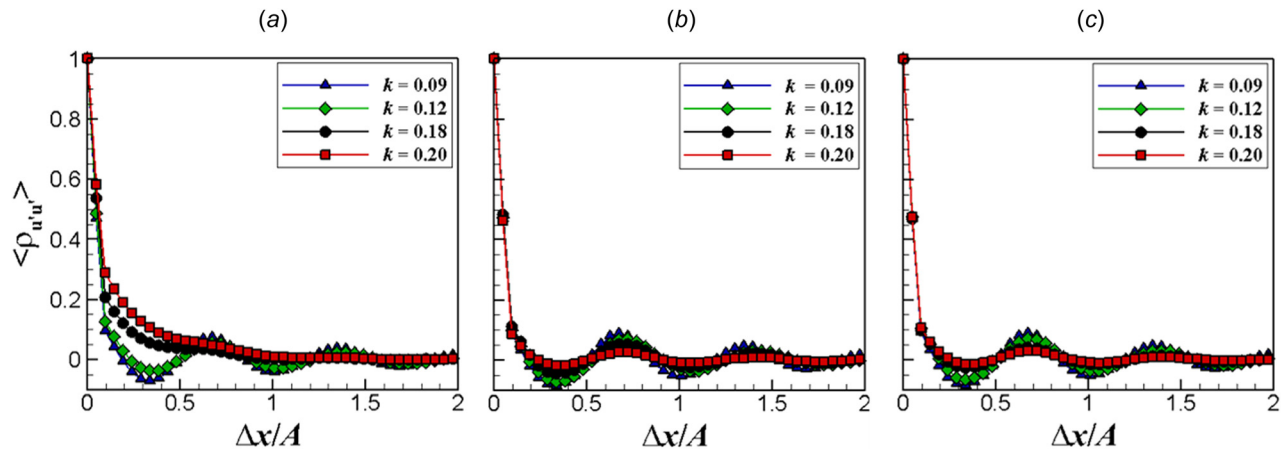 (a)
(b)
(c)
<ρu'u'>
1
0.8
0.6
0.4
0.2
0
k = 0.09
k = 0.12
k = 0.18
k = 0.20
k = 0.09
k = 0.12
k = 0.18
k = 0.20
k = 0.09
k = 0.12
k = 0.18
k = 0.20
0 0.5 1 1.5 2
0 0.5 1 1.5 2
0 0.5 1 1.5 2
Δx/A
Δx/A
Δx/A